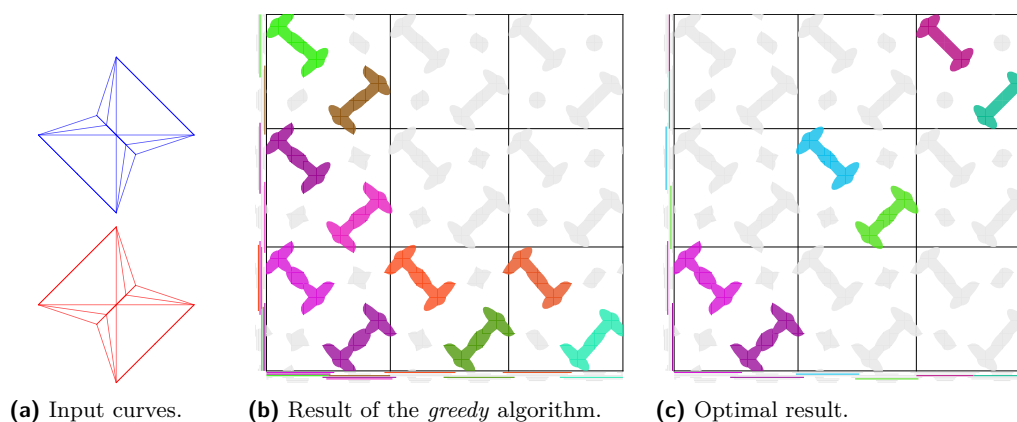 (a) Input curves.
(b) Result of the greedy algorithm.
(c) Optimal result.